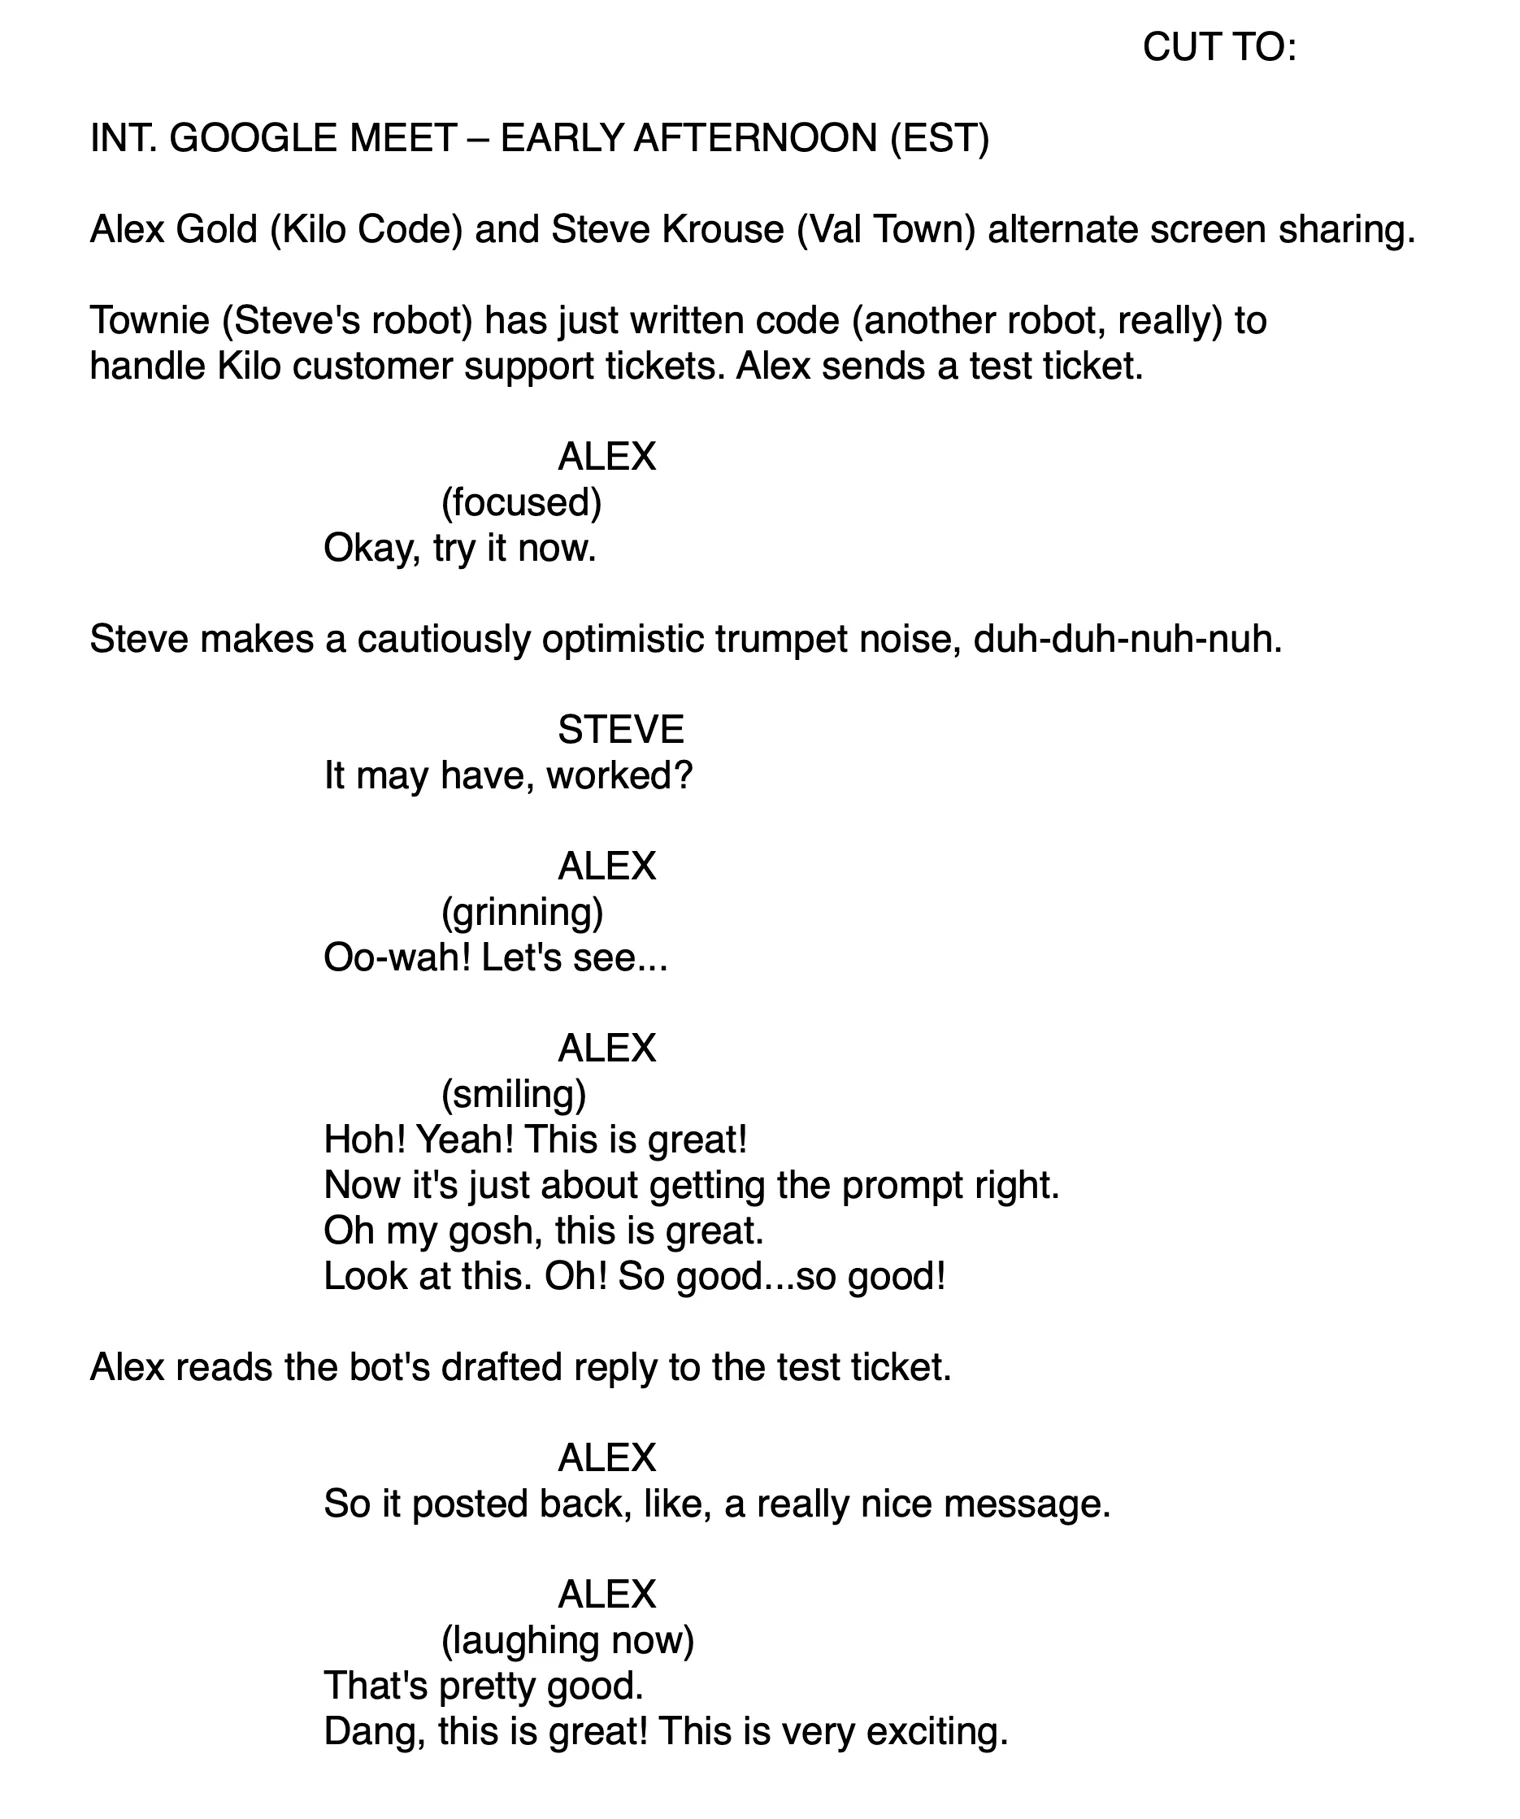 CUT TO:
INT. GOOGLE MEET – EARLY AFTERNOON (EST)
Alex Gold (Kilo Code) and Steve Krouse (Val Town) alternate screen sharing.
Townie (Steve's robot) has just written code (another robot, really) to
handle Kilo customer support tickets. Alex sends a test ticket.
ALEX
(focused)
Okay, try it now.
Steve makes a cautiously optimistic trumpet noise, duh-duh-nuh-nuh.
STEVE
It may have, worked?
ALEX
(grinning)
Oo-wah! Let's see...
ALEX
(smiling)
Hoh! Yeah! This is great!
Now it's just about getting the prompt right.
Oh my gosh, this is great.
Look at this. Oh! So good...so good!
Alex reads the bot's drafted reply to the test ticket.
ALEX
So it posted back, like, a really nice message.
ALEX
(laughing now)
That's pretty good.
Dang, this is great! This is very exciting.